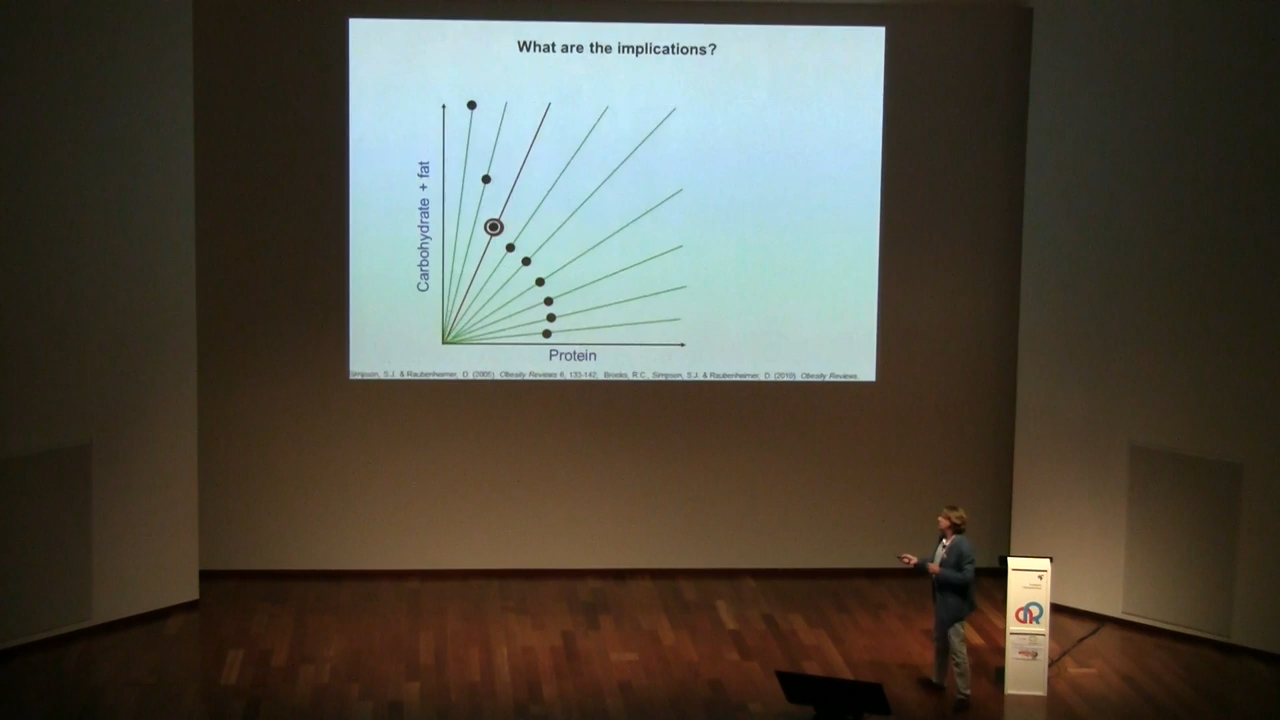 What are the implications?
Carbohydrate + fat
Protein
Simpson, S.J. & Raubenheimer, D. (2005) Obesity Reviews 6, 133-142; Brooks, R.C., Simpson, S.J. & Raubenheimer, D. (2010) Obesity Reviews.